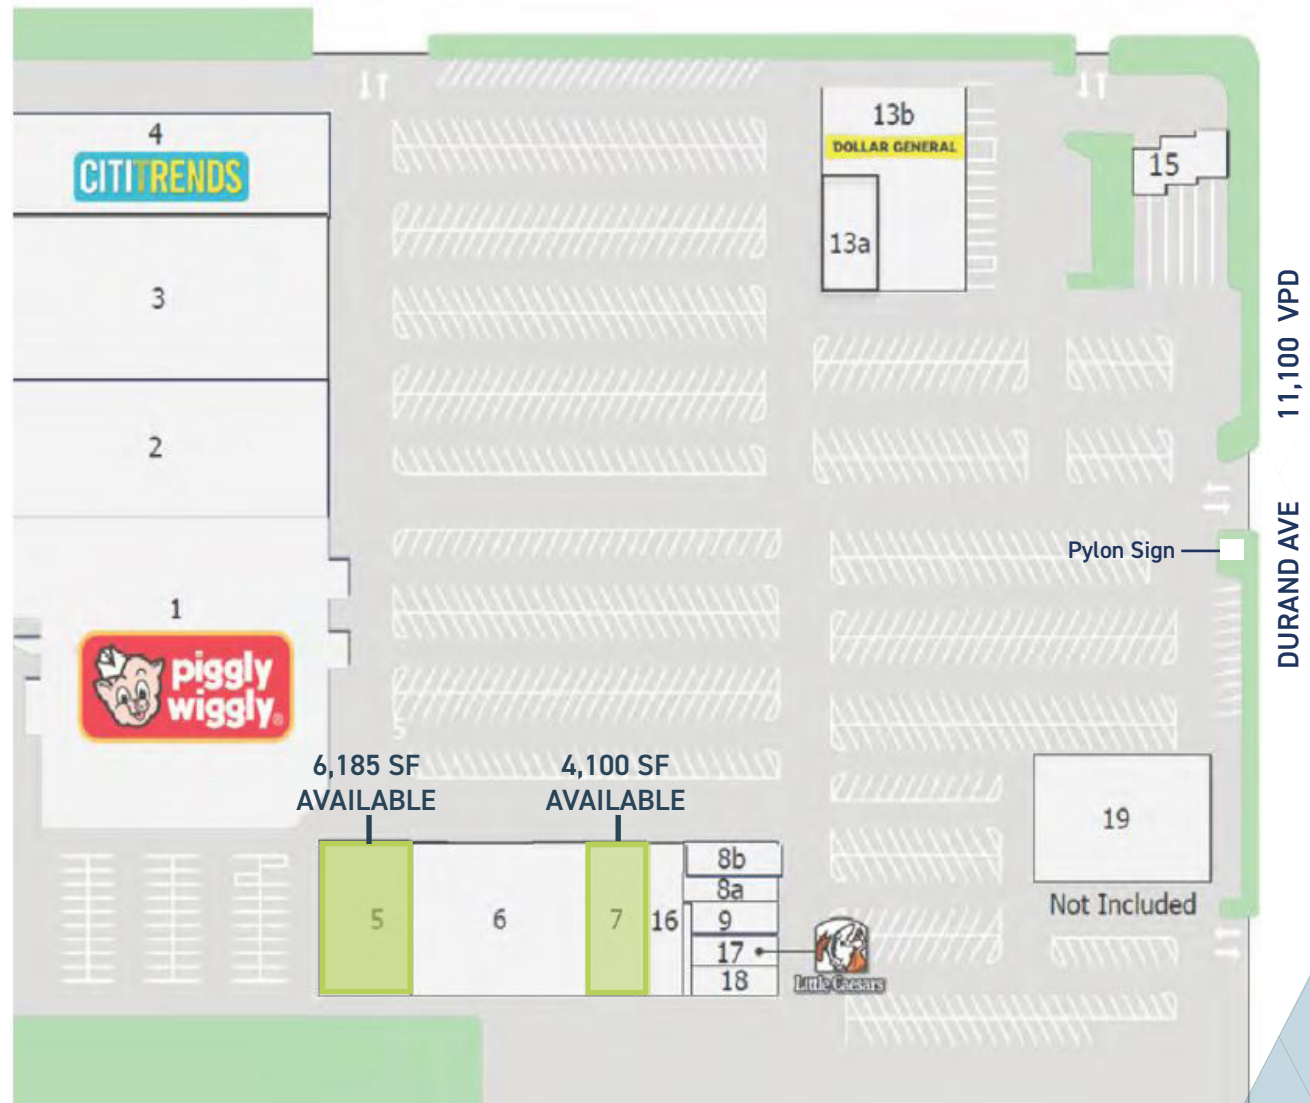 4
CITITRENDS
13b
DOLLAR GENERAL
15
13a
3
2
11,100 VPD
DURAND AVE
Pylon Sign
1
piggly
wiggly®
6,185 SF
AVAILABLE
4,100 SF
AVAILABLE
19
Not Included
5
6
7
16
8b
8a
9
17
18
Little Caesars